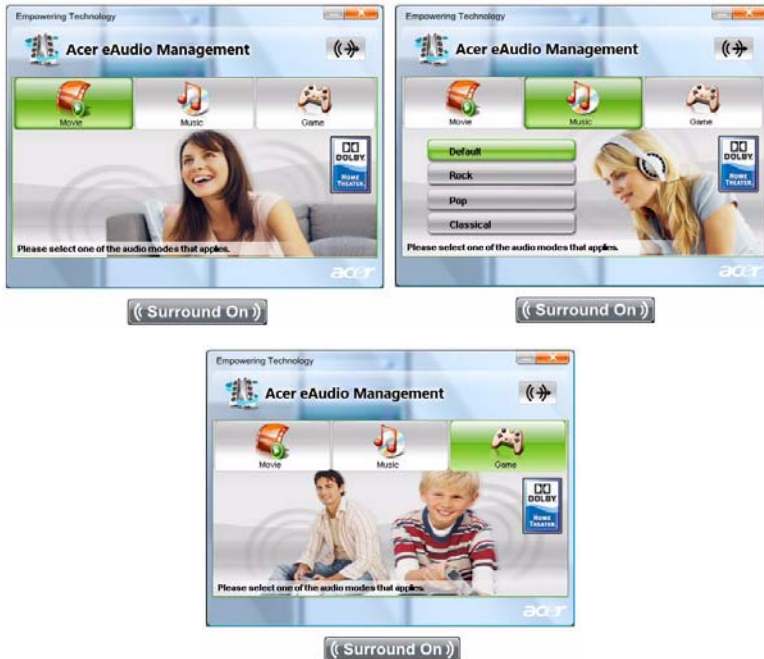 Empowering Technology
Acer eAudio Management
Movie Music Game
DOLBY
HOME THEATER
Please select one of the audio modes that applies.
acer
(( Surround On ))
Empowering Technology
Acer eAudio Management
Movie Music Game
Default
Rock
Pop
Classical
DOLBY
HOME THEATER
Please select one of the audio modes that applies.
acer
(( Surround On ))
Empowering Technology
Acer eAudio Management
Movie Music Game
DOLBY
HOME THEATER
Please select one of the audio modes that applies.
acer
(( Surround On ))